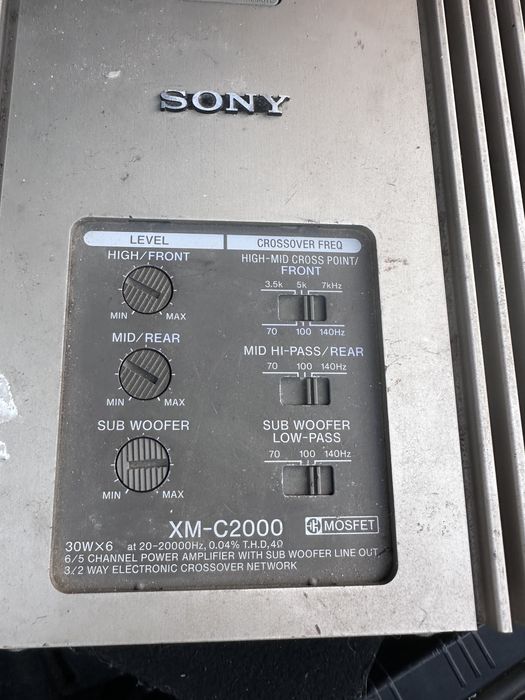 SONY
LEVEL
CROSSOVER FREQ
HIGH/FRONT
HIGH-MID CROSS POINT/
FRONT
3.5k 5k 7kHz
MIN MAX
70 100 140Hz
MID/REAR
MID HI-PASS/REAR
70 100 140Hz
MIN MAX
SUB WOOFER
SUB WOOFER
LOW-PASS
70 100 140Hz
MIN MAX
XM-C2000
MOSFET
30W×6 at 20-20000Hz, 0.04% T.H.D, 4Ω
6/5 CHANNEL POWER AMPLIFIER WITH SUB WOOFER LINE OUT
3/2 WAY ELECTRONIC CROSSOVER NETWORK